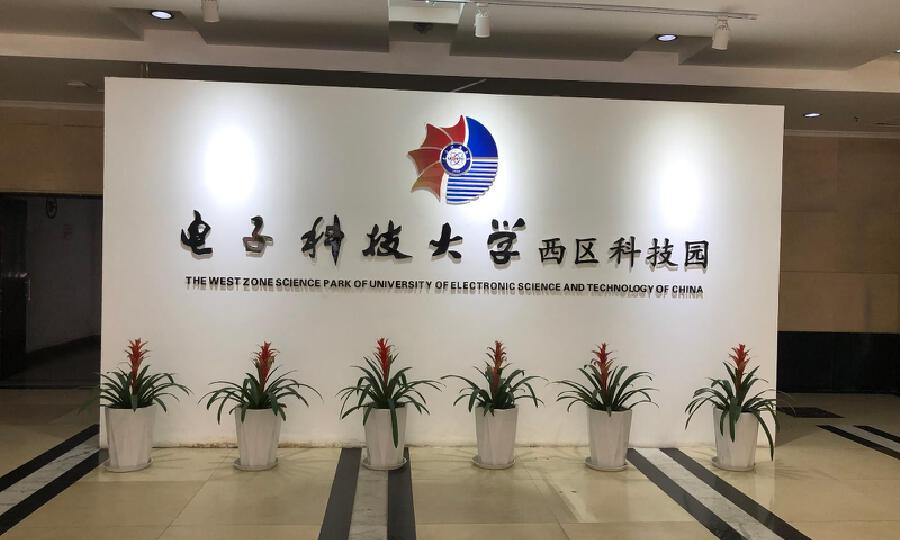 电子科技大学西区科技园
THE WEST ZONE SCIENCE PARK OF UNIVERSITY OF ELECTRONIC SCIENCE AND TECHNOLOGY OF CHINA